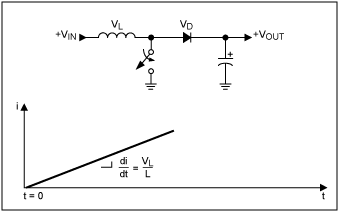 +VIN VL VD +VOUT
+
i
di/dt = VL/L
t = 0 t